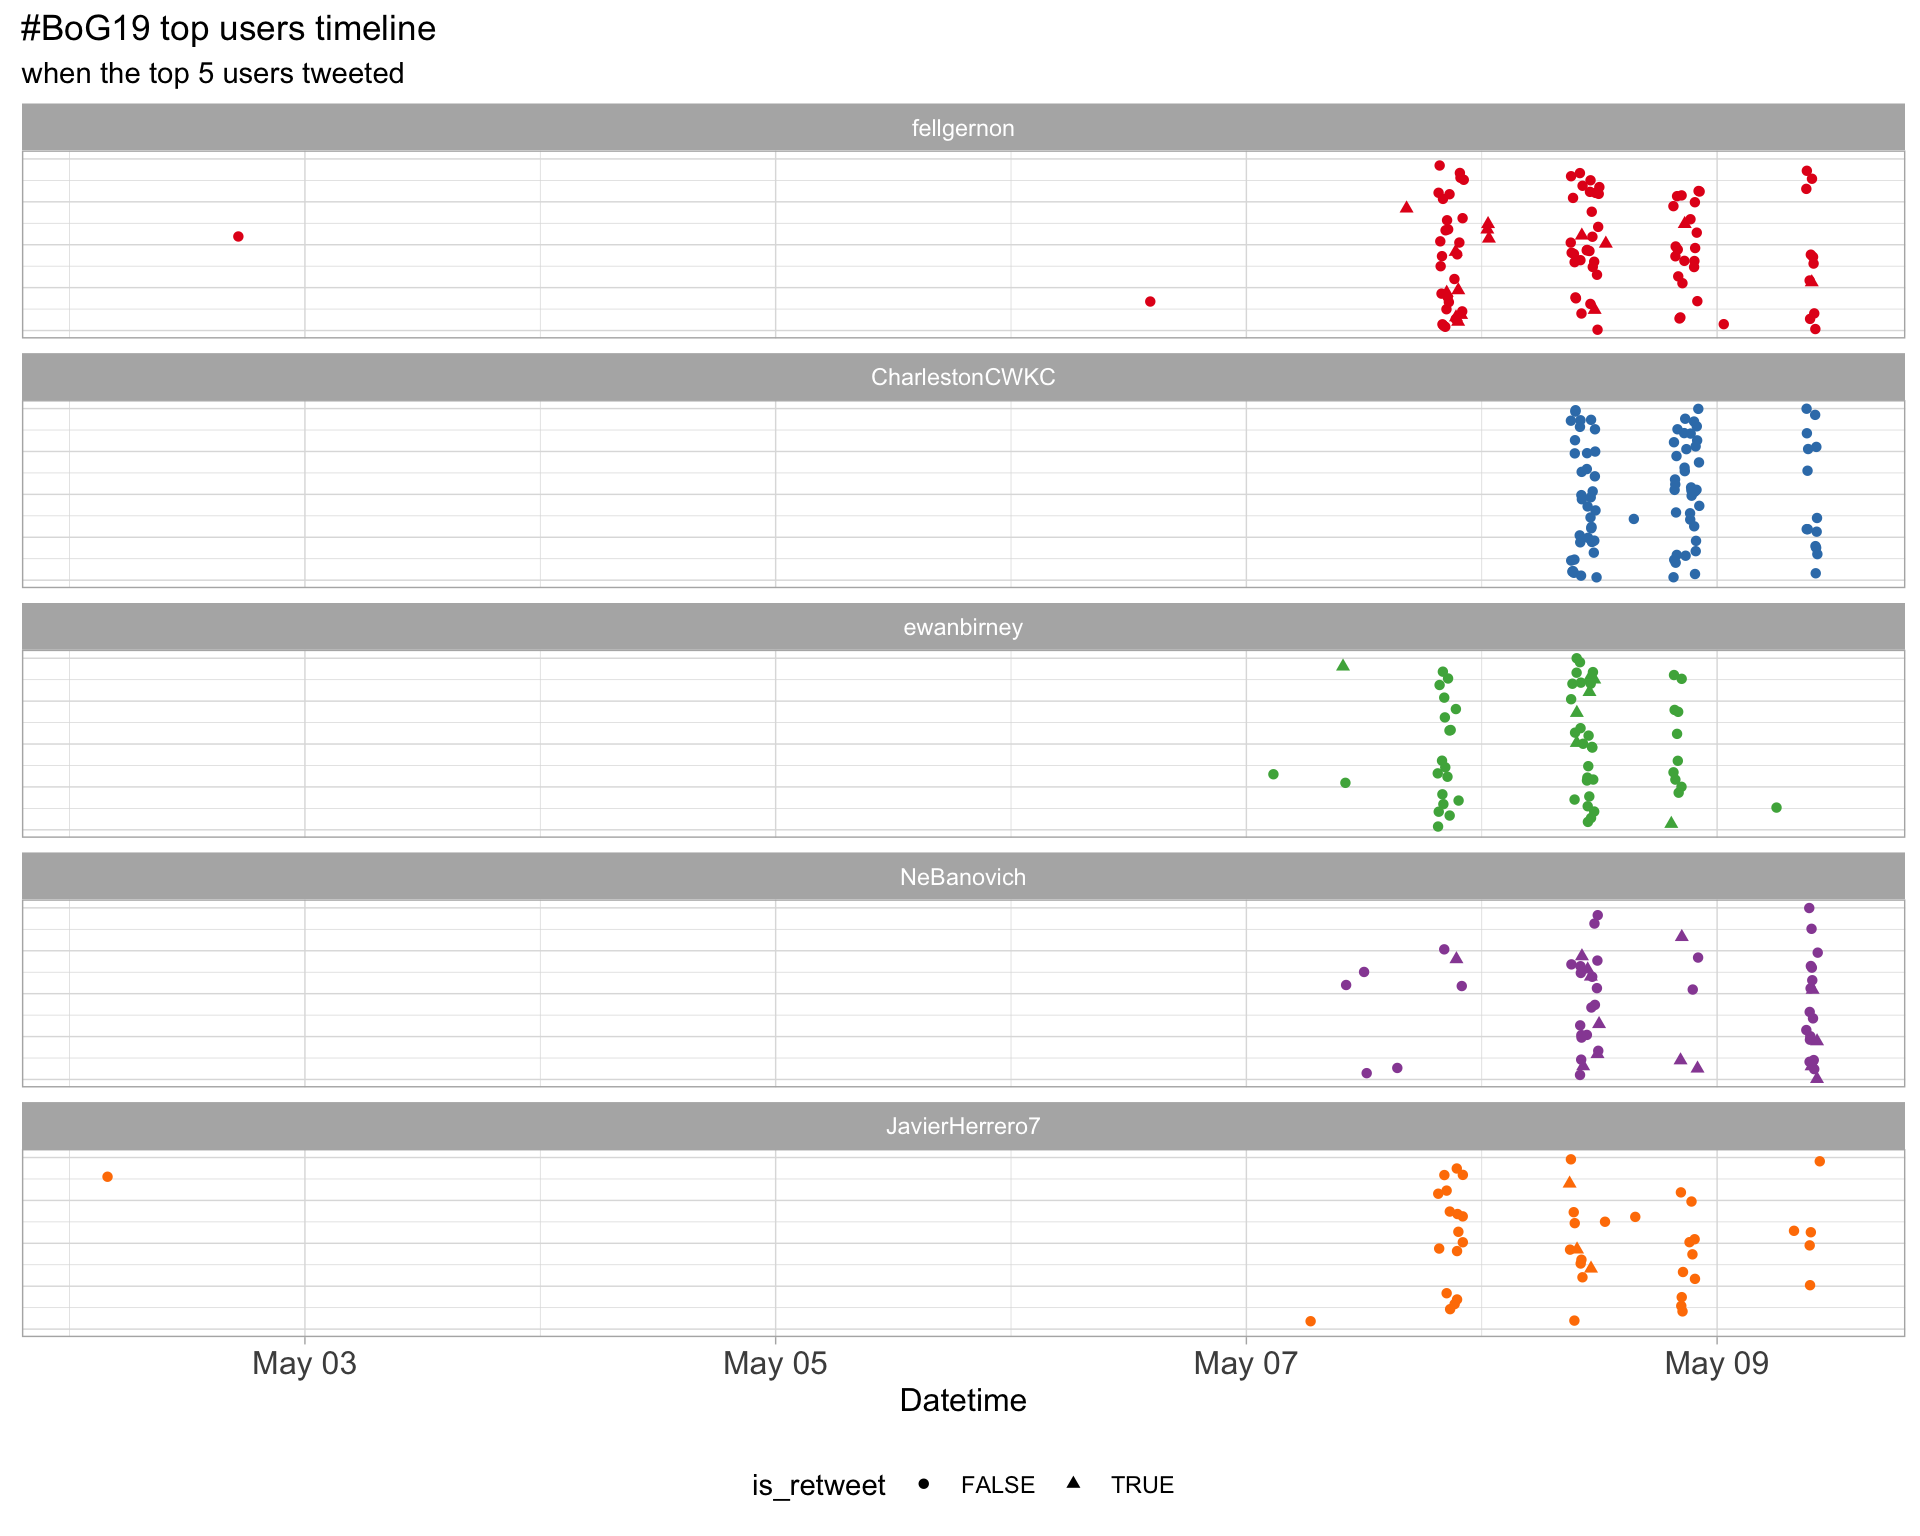 #BoG19 top users timeline
when the top 5 users tweeted
fellgernon
CharlestonCWKC
ewanbirney
NeBanovich
JavierHerrero7
May 03 May 05 May 07 May 09
Datetime
is_retweet FALSE TRUE